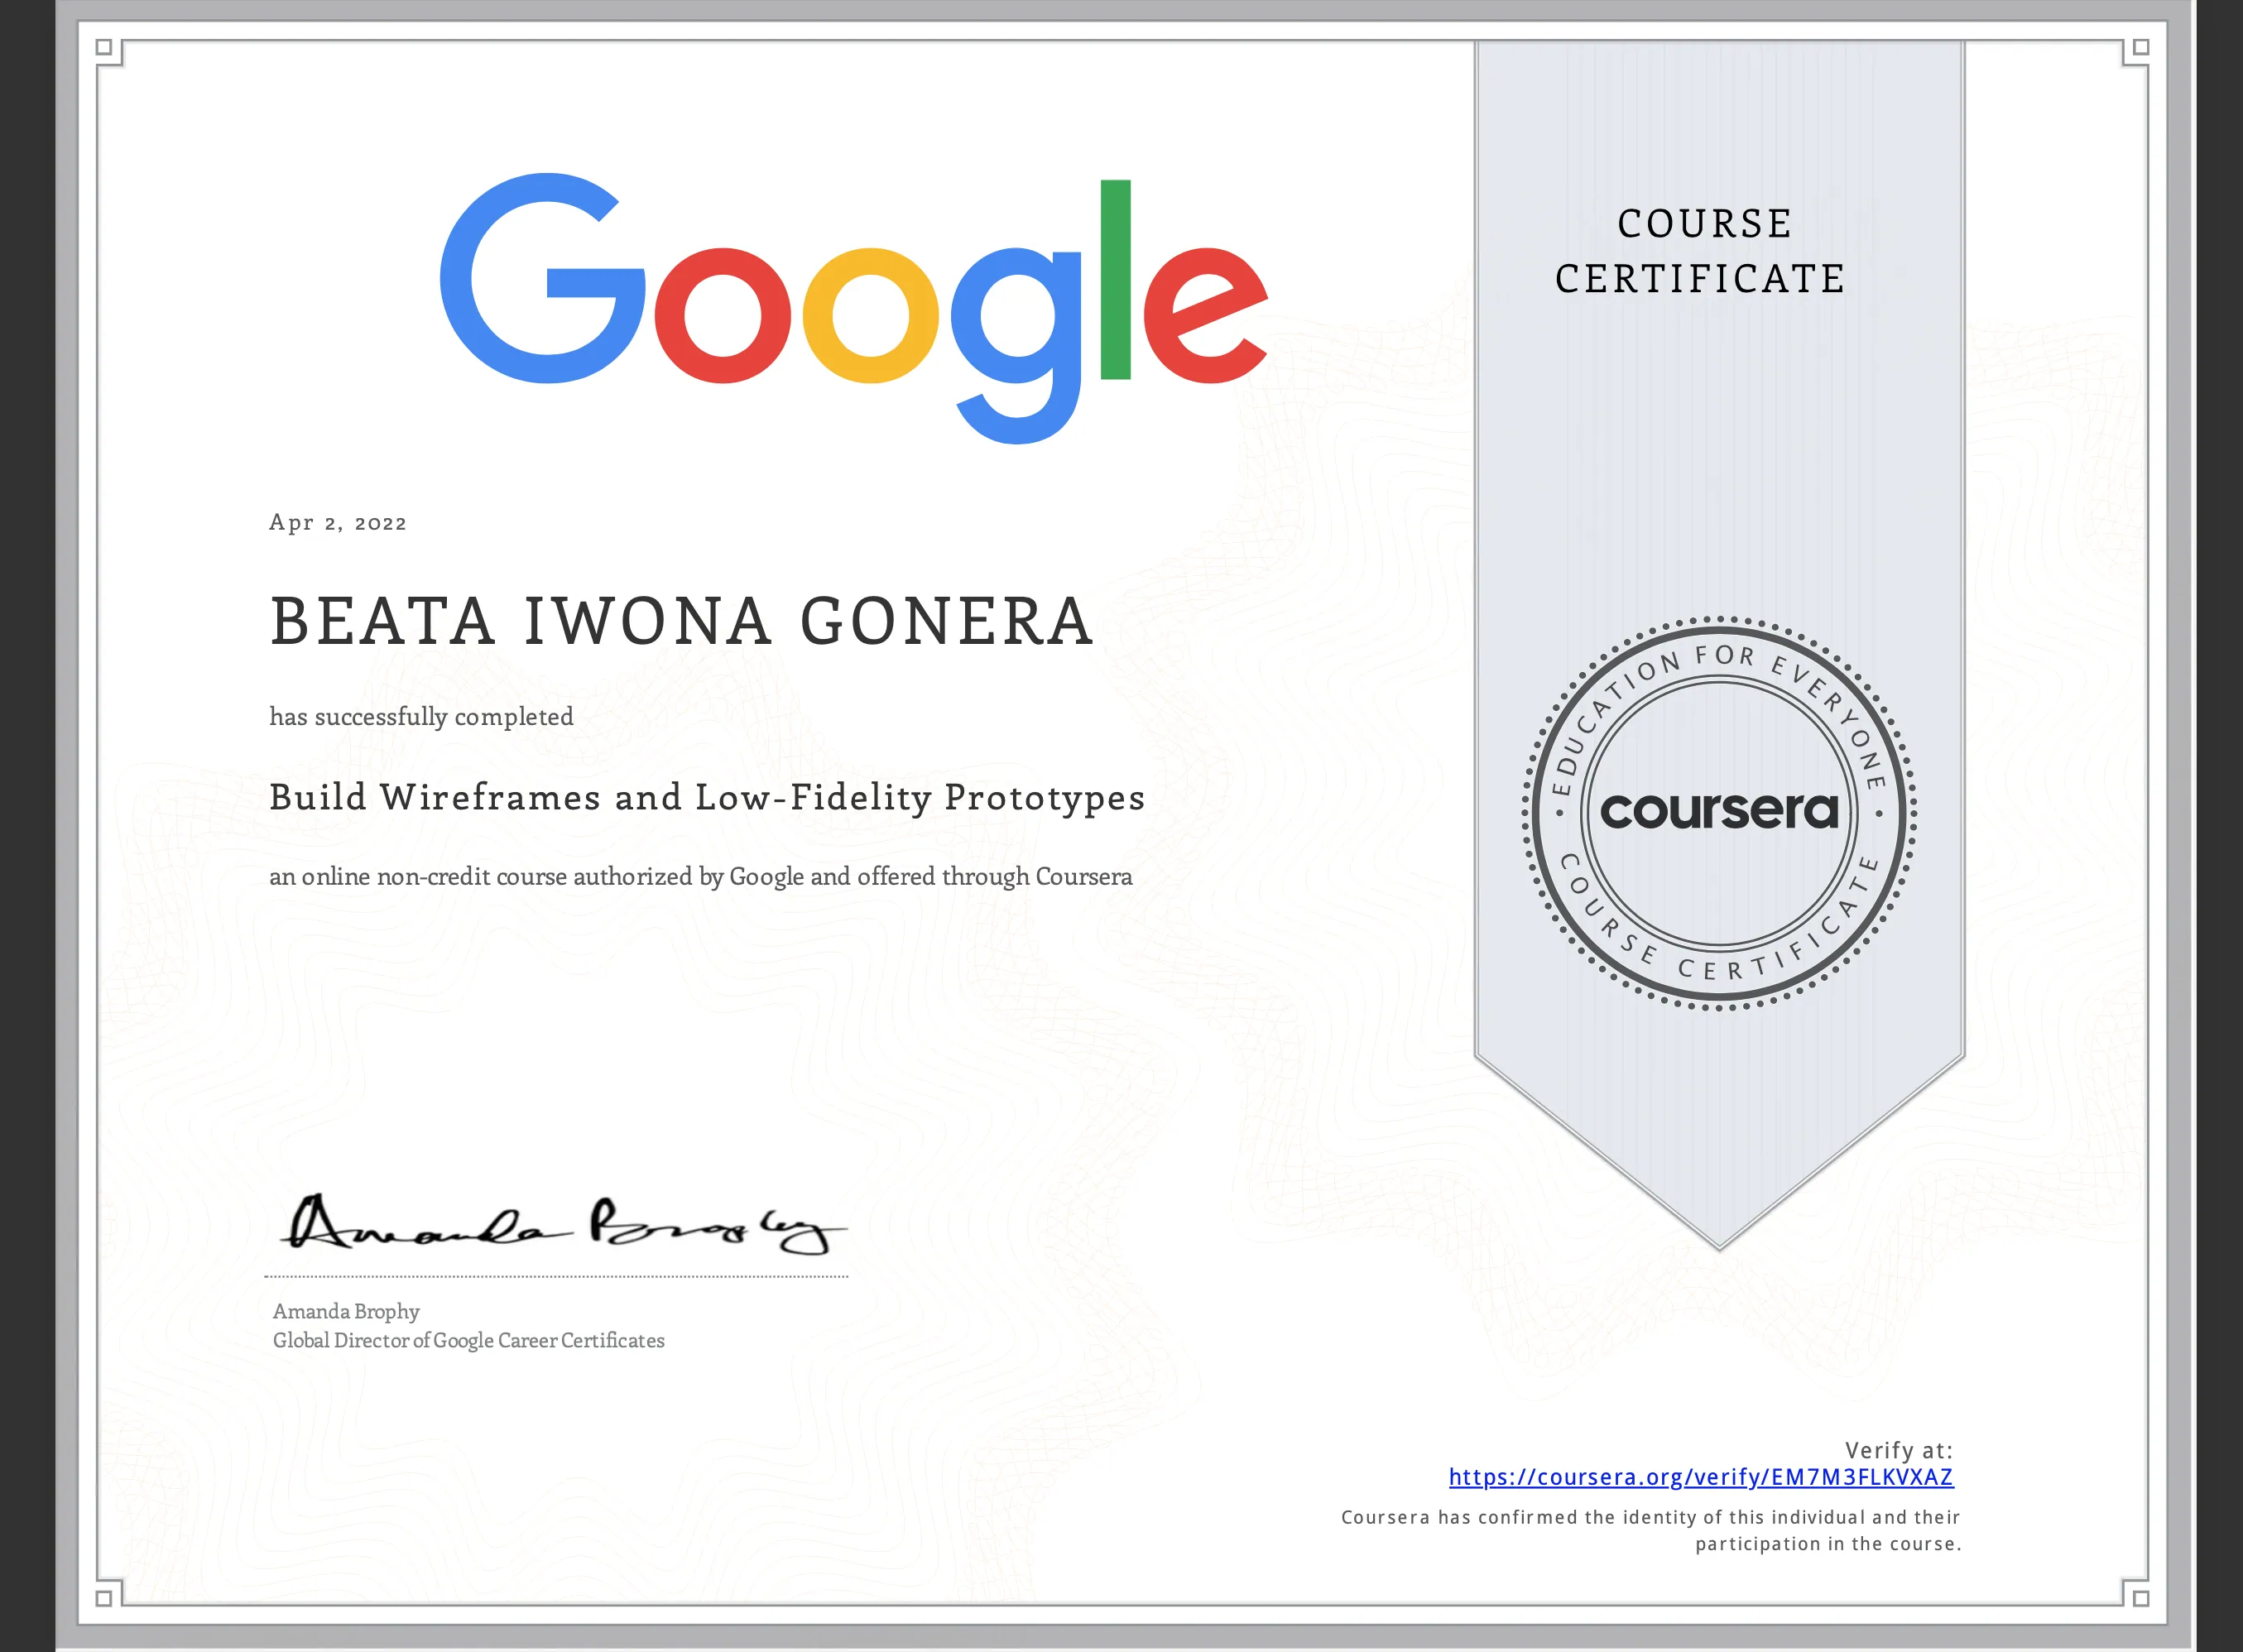 Google
COURSE
CERTIFICATE
Apr 2, 2022
BEATA IWONA GONERA
has successfully completed
Build Wireframes and Low-Fidelity Prototypes
an online non-credit course authorized by Google and offered through Coursera
EDUCATION FOR EVERYONE
coursera
COURSE CERTIFICATE
Amanda Brophy
Amanda Brophy
Global Director of Google Career Certificates
Verify at:
https://coursera.org/verify/EM7M3FLKVXAZ
Coursera has confirmed the identity of this individual and their
participation in the course.